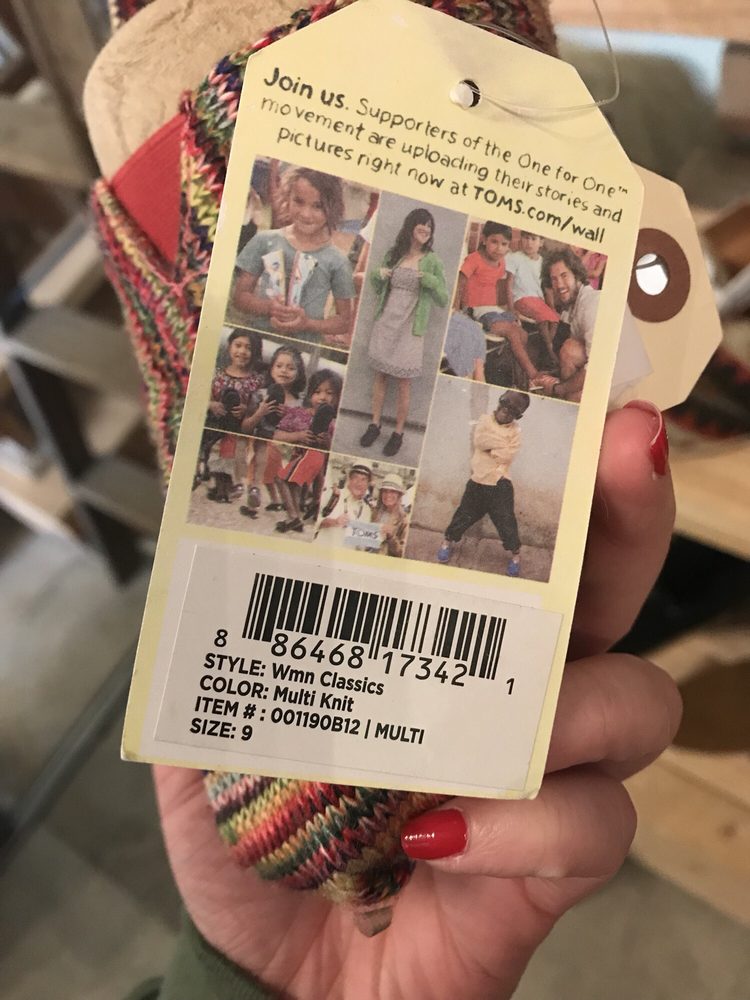 Join us. Supporters of the One for One™
movement are uploading their stories and
pictures right now at TOMS.com/wall
TOMS
8 86468 17342 1
STYLE: Wmn Classics
COLOR: Multi Knit
ITEM # : 001190B12 | MULTI
SIZE: 9